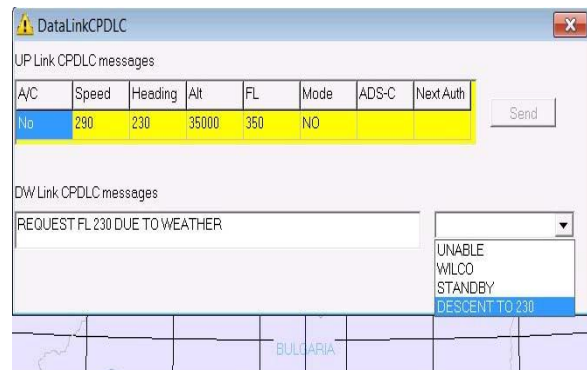 DataLinkCPDLC
UP Link CPDLC messages
A/C Speed Heading Alt FL Mode ADS-C Next Auth
No 290 230 35000 350 NO
Send
DW Link CPDLC messages
REQUEST FL 230 DUE TO WEATHER
UNABLE
WILCO
STANDBY
DESCENT TO 230
BULGARIA